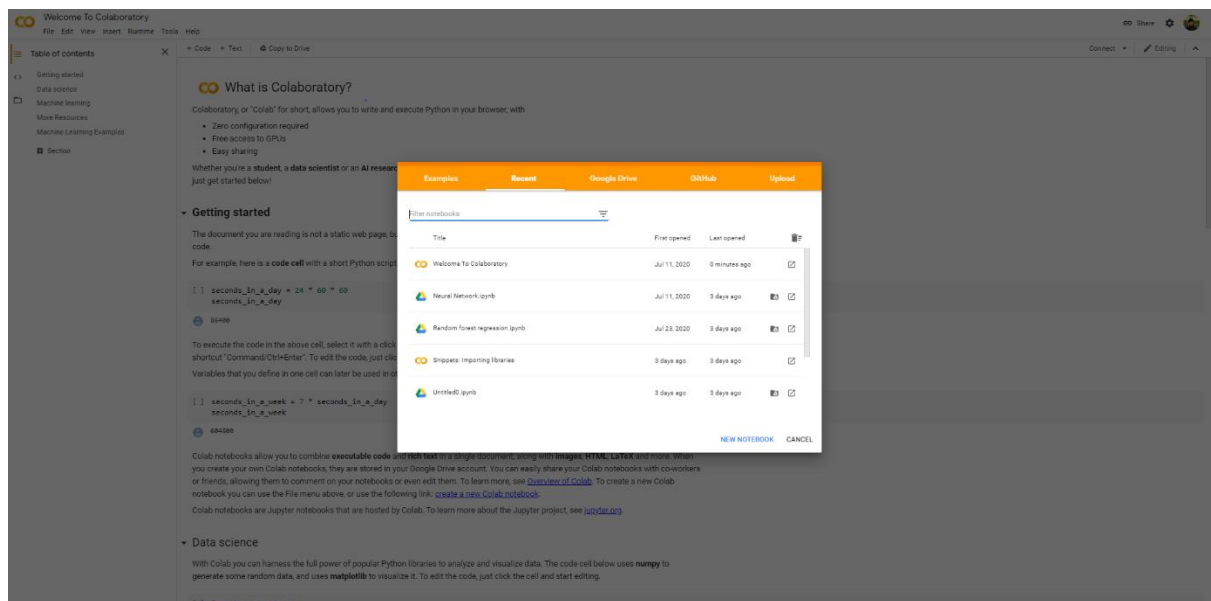 Welcome To Colaboratory
File Edit View Insert Runtime Tools Help
Share
Table of contents
+ Code + Text Copy to Drive
Connect Editing
Getting started
Data science
Machine learning
More Resources
Machine Learning Examples
Section
What is Colaboratory?
Colaboratory, or "Colab" for short, allows you to write and execute Python in your browser, with
Zero configuration required
Free access to GPUs
Easy sharing
Whether you're a student, a data scientist or an AI
just get started below!
Getting started
The document you are reading is not a static web page,
code.
For example, here is a code cell with a short Python script
[ ] seconds_in_a_day = 24 * 60 * 60
seconds_in_a_day
86400
To execute the code in the above cell, select it with a click
shortcut "Command/Ctrl+Enter". To edit the code, just
Variables that you define in one cell can later be used in
[ ] seconds_in_a_week = 7 * seconds_in_a_day
seconds_in_a_week
604800
Examples Recent Google Drive GitHub Upload
Filter notebooks
Title First opened Last opened
Welcome To Colaboratory Jul 11, 2020 0 minutes ago
Neural Network.ipynb Jul 11, 2020 3 days ago
Random forest regression.ipynb Jul 23, 2020 3 days ago
Snippets: Importing libraries 3 days ago 3 days ago
Untitled0.ipynb 3 days ago 3 days ago
NEW NOTEBOOK CANCEL
Colab notebooks allow you to combine executable code and rich text in a single document, along with images, HTML, LaTeX and more. When
you create your own Colab notebooks, they are stored in your Google Drive account. You can easily share your Colab notebooks with co-workers
or friends, allowing them to comment on your notebooks or even edit them. To learn more, see Overview of Colab. To create a new Colab
notebook you can use the File menu above, or use the following link: create a new Colab notebook.
Colab notebooks are Jupyter notebooks that are hosted by Colab. To learn more about the Jupyter project, see jupyter.org.
Data science
With Colab you can harness the full power of popular Python libraries to analyze and visualize data. The code cell below uses numpy to
generate some random data, and uses matplotlib to visualize it. To edit the code, just click the cell and start editing.